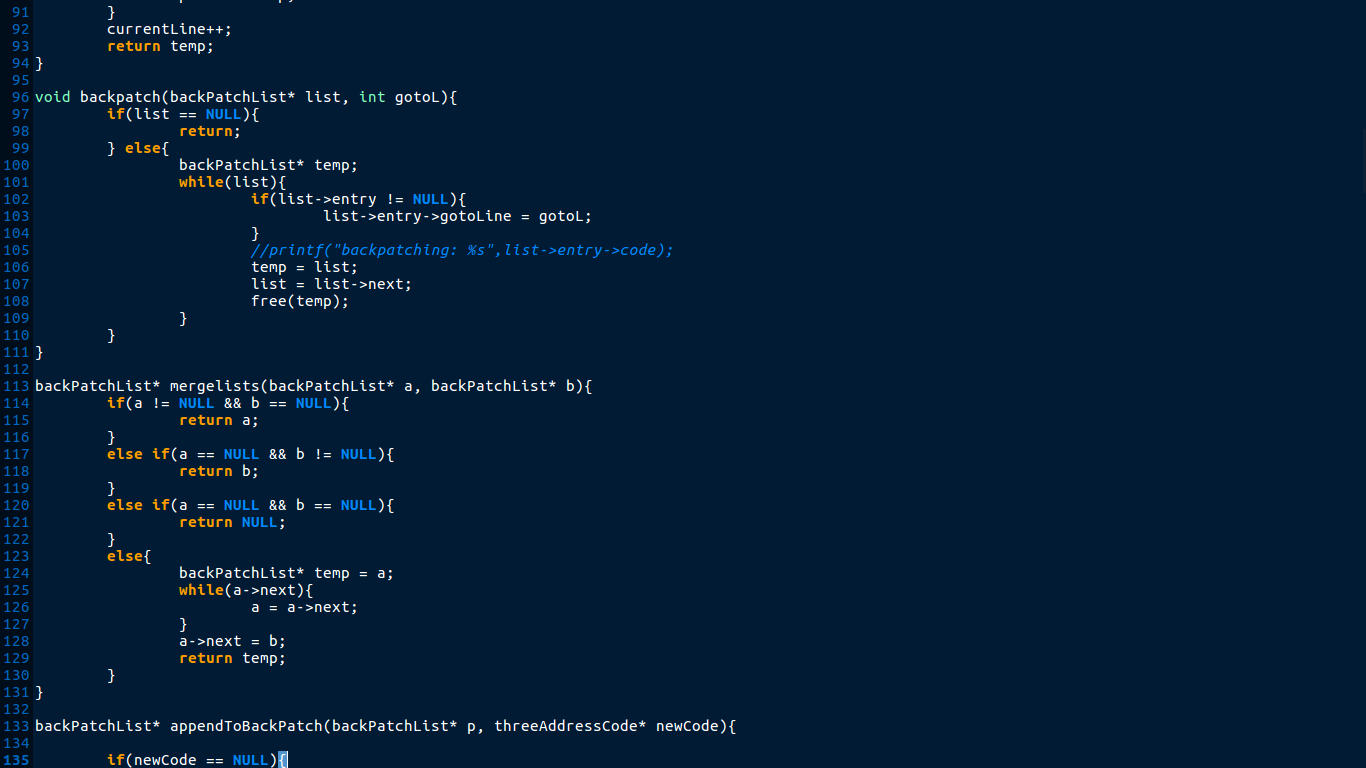 91         }
92         currentLine++;
93         return temp;
94 }
95
96 void backpatch(backPatchList* list, int gotoL){
97         if(list == NULL){
98                 return;
99         } else{
100                 backPatchList* temp;
101                 while(list){
102                         if(list->entry != NULL){
103                                 list->entry->gotoLine = gotoL;
104                         }
105                         //printf("backpatching: %s",list->entry->code);
106                         temp = list;
107                         list = list->next;
108                         free(temp);
109                 }
110         }
111 }
112
113 backPatchList* mergelists(backPatchList* a, backPatchList* b){
114         if(a != NULL && b == NULL){
115                 return a;
116         }
117         else if(a == NULL && b != NULL){
118                 return b;
119         }
120         else if(a == NULL && b == NULL){
121                 return NULL;
122         }
123         else{
124                 backPatchList* temp = a;
125                 while(a->next){
126                         a = a->next;
127                 }
128                 a->next = b;
129                 return temp;
130         }
131 }
132
133 backPatchList* appendToBackPatch(backPatchList* p, threeAddressCode* newCode){
134
135         if(newCode == NULL){